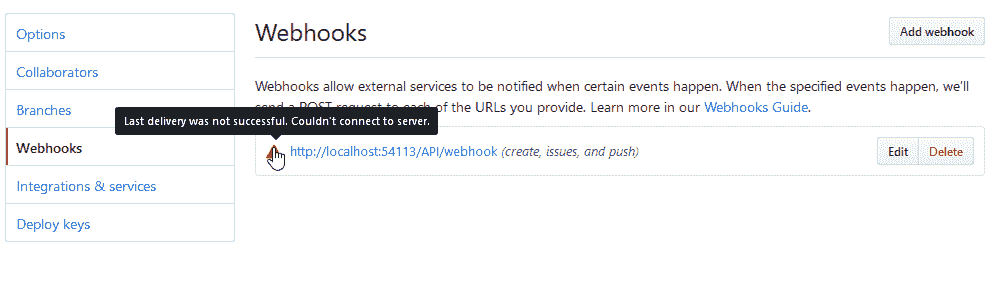 Options
Collaborators
Branches
Webhooks
Integrations & services
Deploy keys
Webhooks
Add webhook
Webhooks allow external services to be notified when certain events happen. When the specified events happen, we'll
send a POST request to each of the URLs you provide. Learn more in our Webhooks Guide.
Last delivery was not successful. Couldn't connect to server.
http://localhost:54113/API/webhook (create, issues, and push)
Edit
Delete